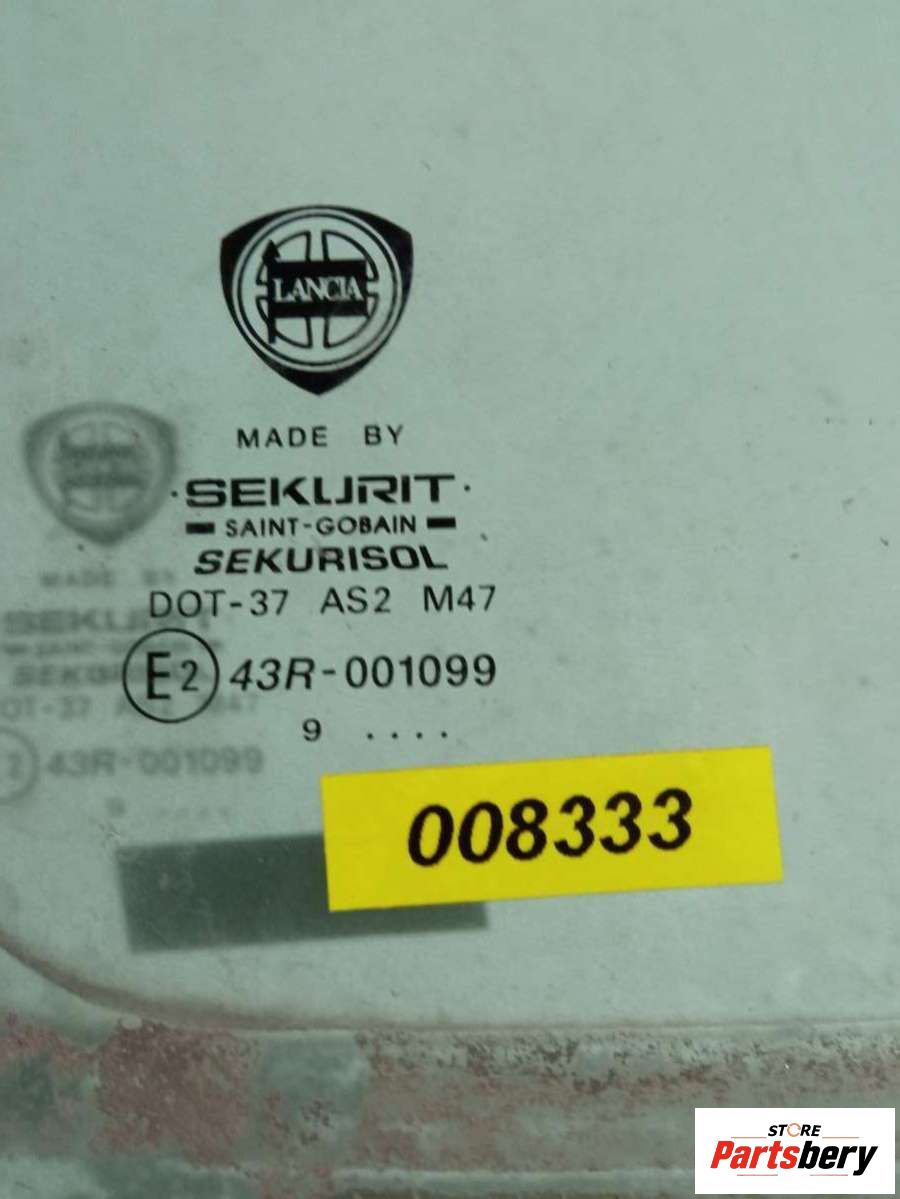 LANCIA
MADE BY
·SEKURIT·
SAINT-GOBAIN
SEKURISOL
DOT-37 AS2 M47
E2 43R-001099
9 ....
008333
STORE
Partsbery